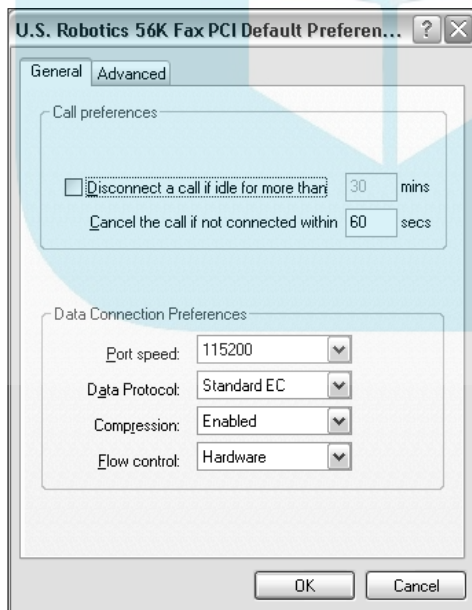 U.S. Robotics 56K Fax PCI Default Preferen...
General Advanced
Call preferences
Disconnect a call if idle for more than 30 mins
Cancel the call if not connected within 60 secs
Data Connection Preferences
Port speed: 115200
Data Protocol: Standard EC
Compression: Enabled
Flow control: Hardware
OK Cancel